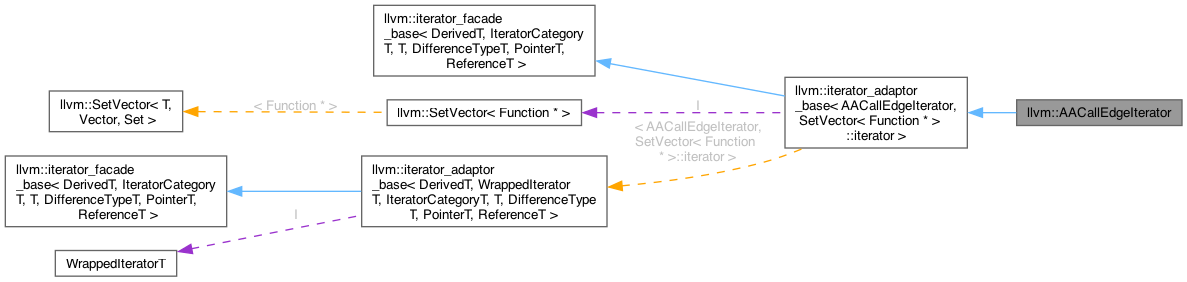 llvm::iterator_facade
_base< DerivedT, IteratorCategory
T, T, DifferenceTypeT, PointerT,
ReferenceT >
llvm::SetVector< T,
Vector, Set >
< Function * >
llvm::SetVector< Function * >
I
< AACallEdgeIterator,
SetVector< Function
* >::iterator >
llvm::iterator_adaptor
_base< AACallEdgeIterator,
SetVector< Function * >
::iterator >
llvm::AACallEdgeIterator
llvm::iterator_facade
_base< DerivedT, IteratorCategory
T, T, DifferenceTypeT, PointerT,
ReferenceT >
llvm::iterator_adaptor
_base< DerivedT, WrappedIterator
T, IteratorCategoryT, T, DifferenceType
T, PointerT, ReferenceT >
I
WrappedIteratorT